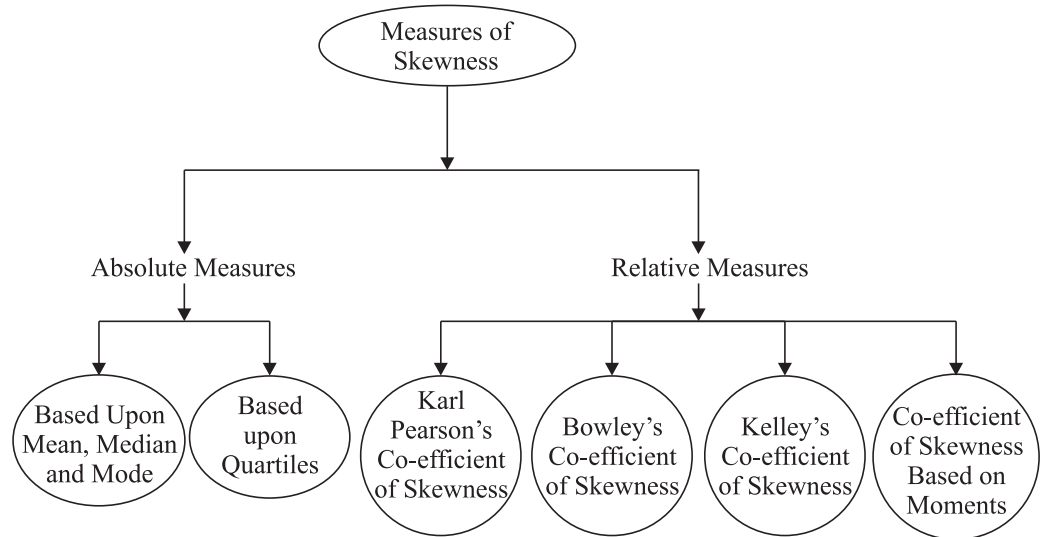 Measures of
Skewness
Absolute Measures
Relative Measures
Based Upon
Mean, Median
and Mode
Based
upon
Quartiles
Karl
Pearson's
Co-efficient
of Skewness
Bowley's
Co-efficient
of Skewness
Kelley's
Co-efficient
of Skewness
Co-efficient
of Skewness
Based on
Moments